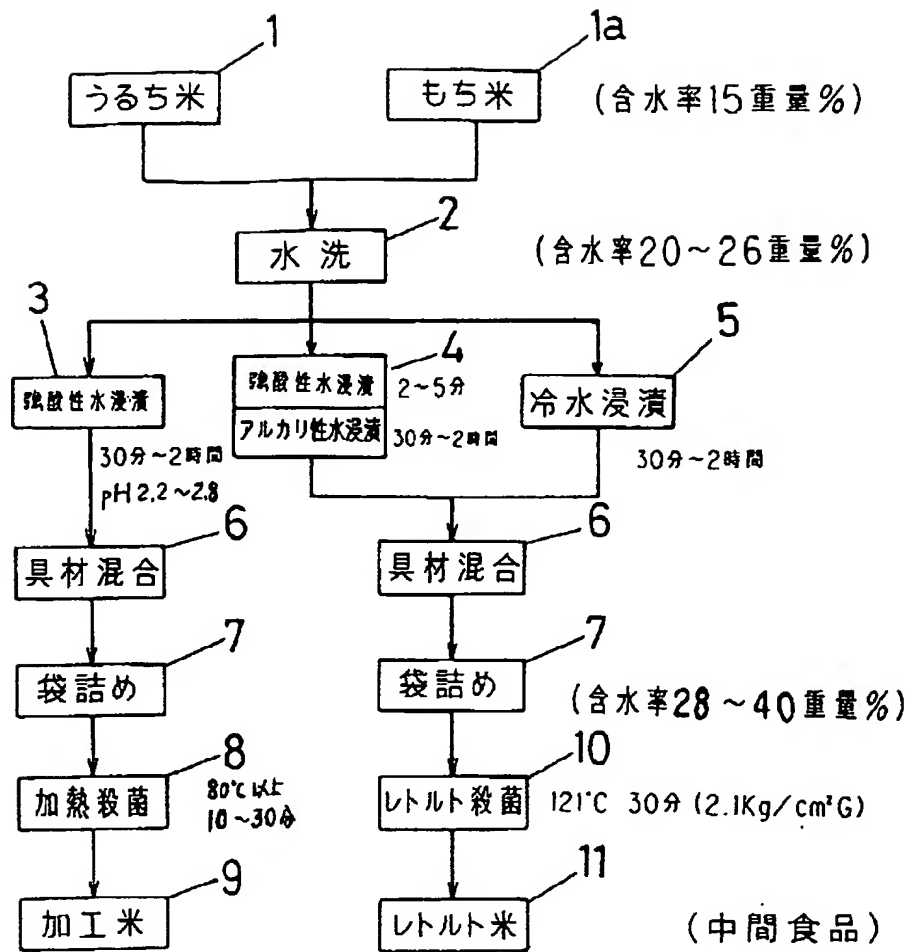 1
1a
うるち米
もち米
(含水率15重量%)
2
水洗
(含水率20～26重量%)
3
4
5
強酸性水浸漬
強酸性水浸漬
2～5分
アルカリ性水浸漬
30分～2時間
冷水浸漬
30分～2時間
30分～2時間
pH2.2～2.8
6
6
具材混合
具材混合
7
7
袋詰め
袋詰め
(含水率28～40重量%)
8
10
加熱殺菌
80℃以上
10～30分
レトルト殺菌
121℃ 30分 (2.1Kg/cm²G)
9
11
加工米
レトルト米
(中間食品)